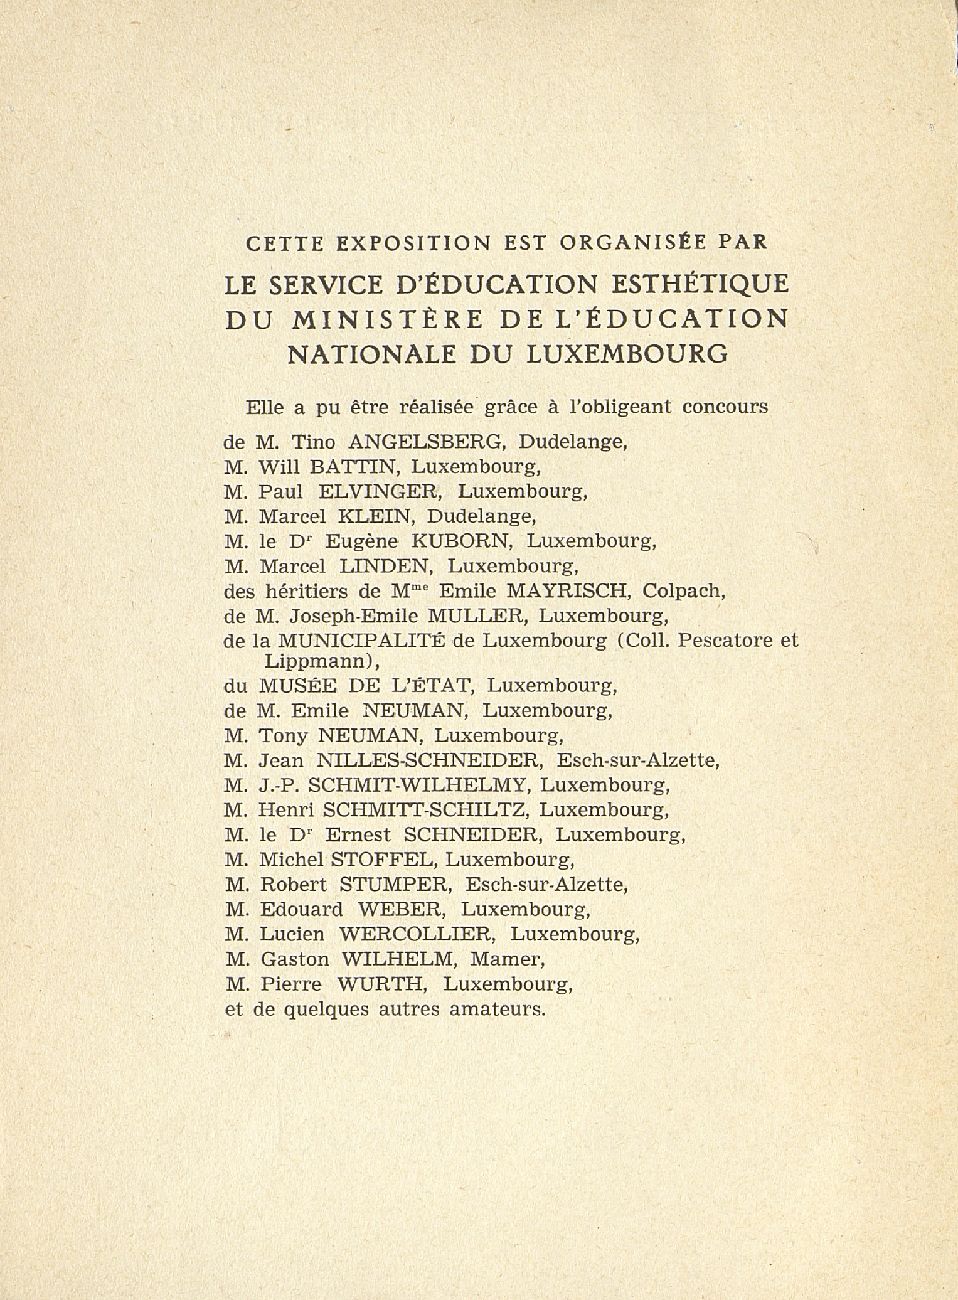 CETTE EXPOSITION EST ORGANISÉE PAR
LE SERVICE D'ÉDUCATION ESTHÉTIQUE
DU MINISTÈRE DE L'ÉDUCATION
NATIONALE DU LUXEMBOURG
Elle a pu être réalisée grâce à l'obligeant concours
de M. Tino ANGELSBERG, Dudelange,
M. Will BATTIN, Luxembourg,
M. Paul ELVINGER, Luxembourg,
M. Marcel KLEIN, Dudelange,
M. le Dr Eugène KUBORN, Luxembourg,
M. Marcel LINDEN, Luxembourg,
des héritiers de Mme Emile MAYRISCH, Colpach,
de M. Joseph-Emile MULLER, Luxembourg,
de la MUNICIPALITÉ de Luxembourg (Coll. Pescatore et
Lippmann),
du MUSÉE DE L'ÉTAT, Luxembourg,
de M. Emile NEUMAN, Luxembourg,
M. Tony NEUMAN, Luxembourg,
M. Jean NILLES-SCHNEIDER, Esch-sur-Alzette,
M. J.-P. SCHMIT-WILHELMY, Luxembourg,
M. Henri SCHMITT-SCHILTZ, Luxembourg,
M. le Dr Ernest SCHNEIDER, Luxembourg,
M. Michel STOFFEL, Luxembourg,
M. Robert STUMPER, Esch-sur-Alzette,
M. Edouard WEBER, Luxembourg,
M. Lucien WERCOLLIER, Luxembourg,
M. Gaston WILHELM, Mamer,
M. Pierre WURTH, Luxembourg,
et de quelques autres amateurs.